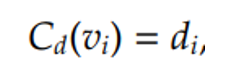 C_d(v_i) = d_i,